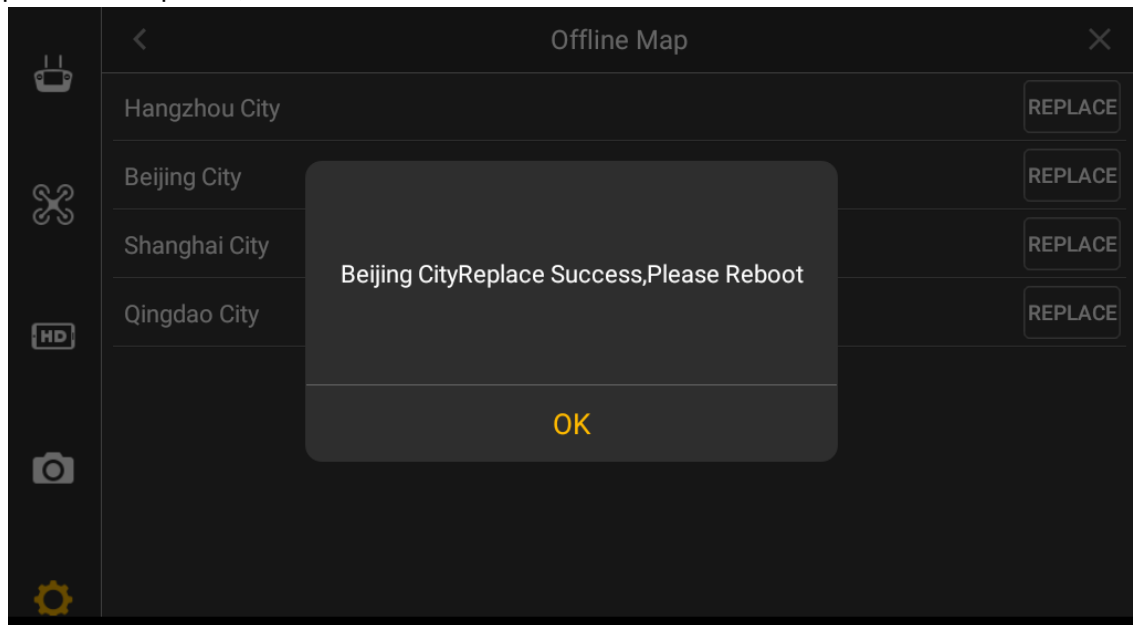 Offline Map
Hangzhou City REPLACE
Beijing City REPLACE
Shanghai City REPLACE
Beijing CityReplace Success,Please Reboot
Qingdao City REPLACE
HD
OK